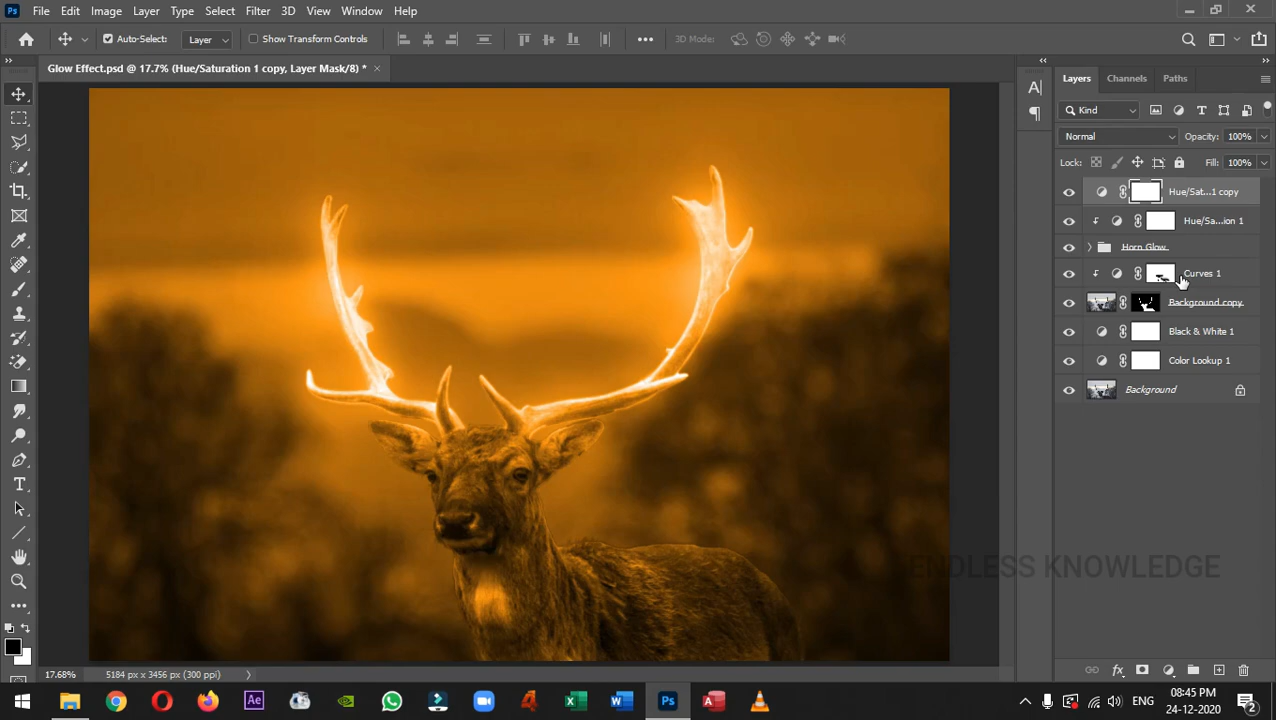 Ps File Edit Image Layer Type Select Filter 3D View Window Help
Auto-Select: Layer Show Transform Controls 3D Mode:
Glow Effect.psd @ 17.7% (Hue/Saturation 1 copy, Layer Mask/8) *
Layers Channels Paths
Kind
Normal Opacity: 100%
Lock: Fill: 100%
Hue/Sat...1 copy
Hue/Sa...ion 1
Horn Glow
Curves 1
Background copy
Black & White 1
Color Lookup 1
Background
ENDLESS KNOWLEDGE
17.68% 5184 px x 3456 px (300 ppi)
Ae Ps ENG 08:45 PM
24-12-2020 2